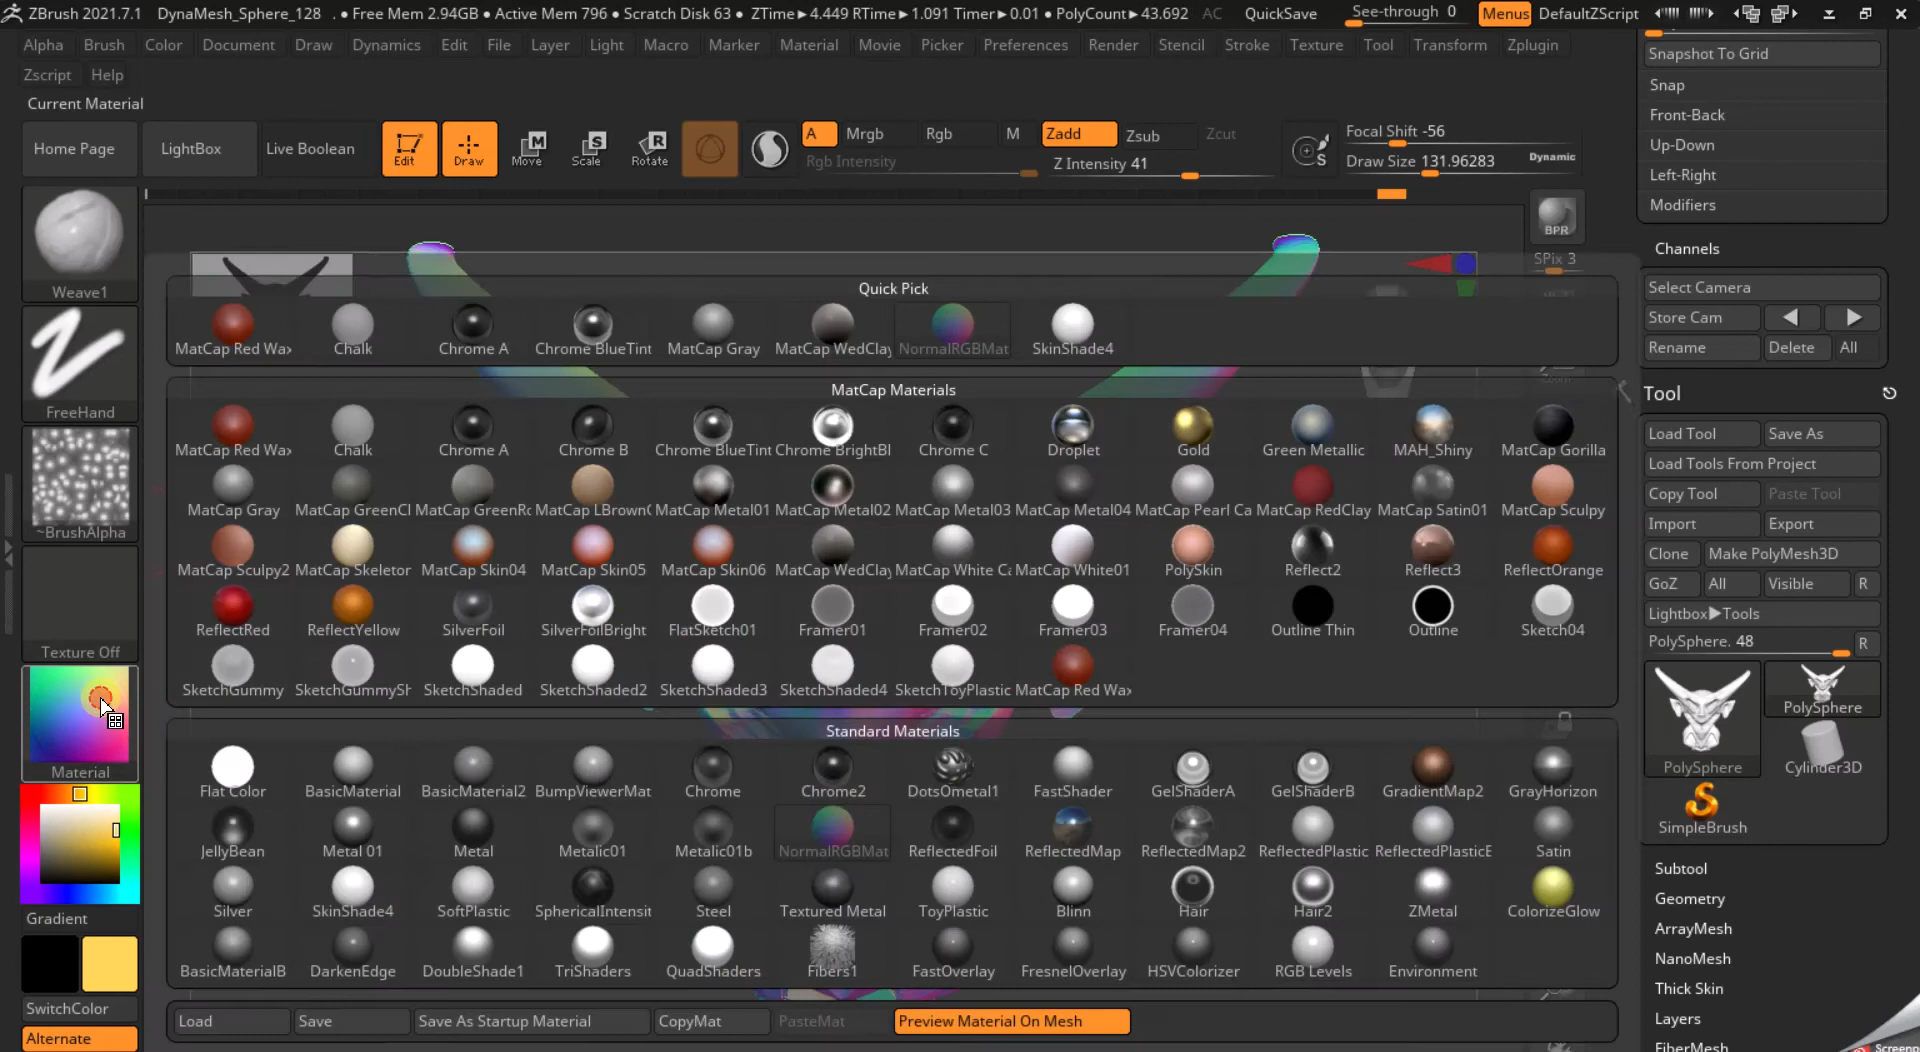 ZBrush 2021.7.1 DynaMesh_Sphere_128 . • Free Mem 2.94GB • Active Mem 796 • Scratch Disk 63 • ZTime►4.449 RTime►1.091 Timer►0.01 • PolyCount►43.692 AC QuickSave See-through 0 Menus DefaultZScript
Alpha Brush Color Document Draw Dynamics Edit File Layer Light Macro Marker Material Movie Picker Preferences Render Stencil Stroke Texture Tool Transform Zplugin
Zscript Help
Current Material
Home Page LightBox Live Boolean Edit Draw Move Scale Rotate A Mrgb Rgb M Zadd Zsub Zcut Focal Shift -56
Rgb Intensity Z Intensity 41 Draw Size 131.96283 Dynamic
Weave1
FreeHand
~BrushAlpha
Texture Off
Material
Gradient
SwitchColor
Alternate
BPR
SPix 3
Quick Pick
MatCap Red Wax Chalk Chrome A Chrome BlueTint MatCap Gray MatCap WedClay NormalRGBMat SkinShade4
MatCap Materials
MatCap Red Wax Chalk Chrome A Chrome B Chrome BlueTint Chrome BrightBl Chrome C Droplet Gold Green Metallic MAH_Shiny MatCap Gorilla
MatCap Gray MatCap GreenCl MatCap GreenRo MatCap LBrown( MatCap Metal01 MatCap Metal02 MatCap Metal03 MatCap Metal04 MatCap Pearl Ca MatCap RedClay MatCap Satin01 MatCap Sculpy
MatCap Sculpy2 MatCap Skeletor MatCap Skin04 MatCap Skin05 MatCap Skin06 MatCap WedClay MatCap White Ca MatCap White01 PolySkin Reflect2 Reflect3 ReflectOrange
ReflectRed ReflectYellow SilverFoil SilverFoilBright FlatSketch01 Framer01 Framer02 Framer03 Framer04 Outline Thin Outline Sketch04
SketchGummy SketchGummySh SketchShaded SketchShaded2 SketchShaded3 SketchShaded4 SketchToyPlastic MatCap Red Wax
Standard Materials
Flat Color BasicMaterial BasicMaterial2 BumpViewerMat Chrome Chrome2 DotsOmetal1 FastShader GelShaderA GelShaderB GradientMap2 GrayHorizon
JellyBean Metal 01 Metal Metalic01 Metalic01b NormalRGBMat ReflectedFoil ReflectedMap ReflectedMap2 ReflectedPlastic ReflectedPlasticE Satin
Silver SkinShade4 SoftPlastic SphericalIntensit Steel Textured Metal ToyPlastic Blinn Hair Hair2 ZMetal ColorizeGlow
BasicMaterialB DarkenEdge DoubleShade1 TriShaders QuadShaders Fibers1 FastOverlay FresnelOverlay HSVColorizer RGB Levels Environment
Load Save Save As Startup Material CopyMat PasteMat Preview Material On Mesh
Snapshot To Grid
Snap
Front-Back
Up-Down
Left-Right
Modifiers
Channels
Select Camera
Store Cam
Rename Delete All
Tool
Load Tool Save As
Load Tools From Project
Copy Tool Paste Tool
Import Export
Clone Make PolyMesh3D
GoZ All Visible R
Lightbox►Tools
PolySphere. 48 R
PolySphere PolySphere
Cylinder3D
SimpleBrush
Subtool
Geometry
ArrayMesh
NanoMesh
Thick Skin
Layers
FiberMesh